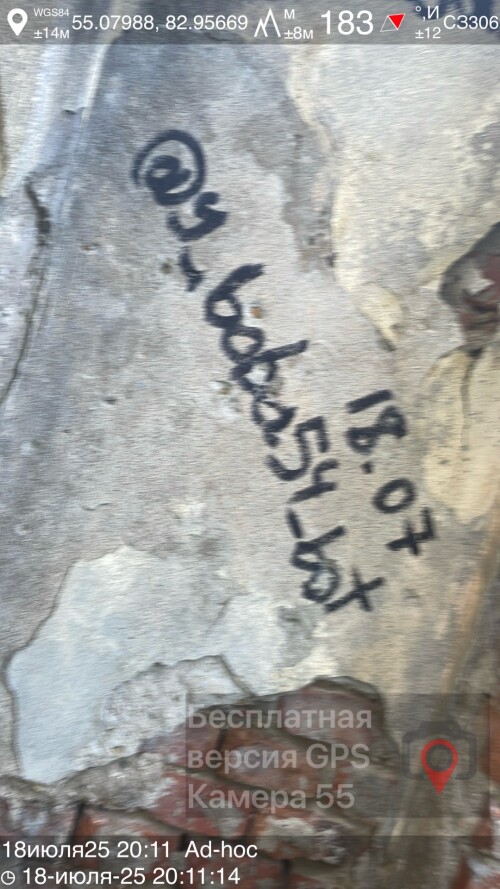 WGS84
±14м
55.07988, 82.95669
м
±8м
183
°,И
±12
СЗ306
@y_boba54_bot
18.07
Бесплатная
версия GPS
Камера 55
18июля25 20:11 Ad-hoc
18-июля-25 20:11:14